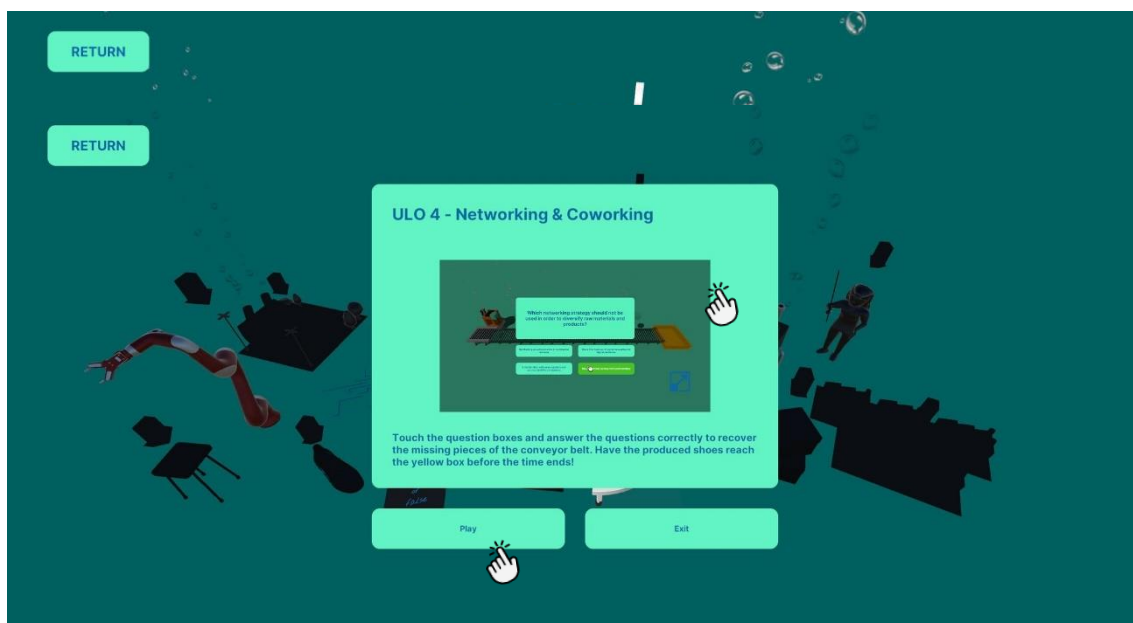 RETURN
RETURN
ULO 4 - Networking & Coworking
"Which networking strategy should not be
used in order to diversify raw materials and
products?
Touch the question boxes and answer the questions correctly to recover
the missing pieces of the conveyor belt. Have the produced shoes reach
the yellow box before the time ends!
False
Play
Exit